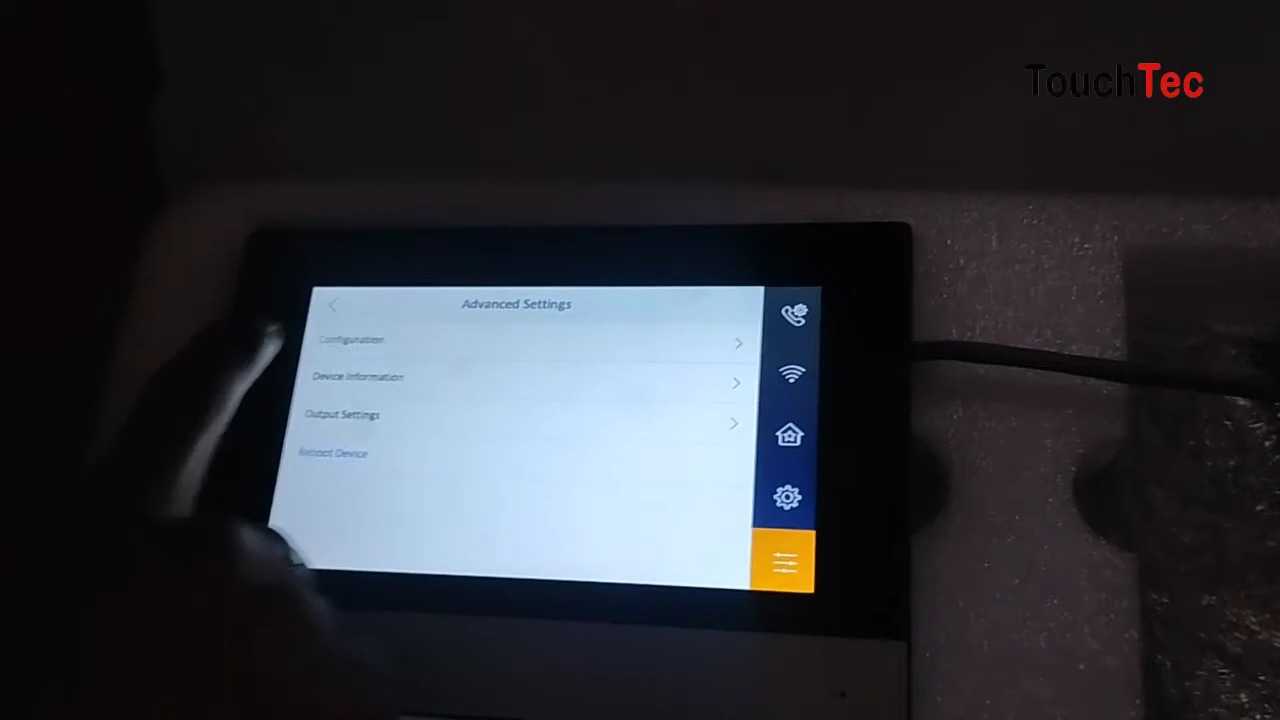 TouchTec
Advanced Settings
Configuration
Device Information
Output Settings
Reboot Device